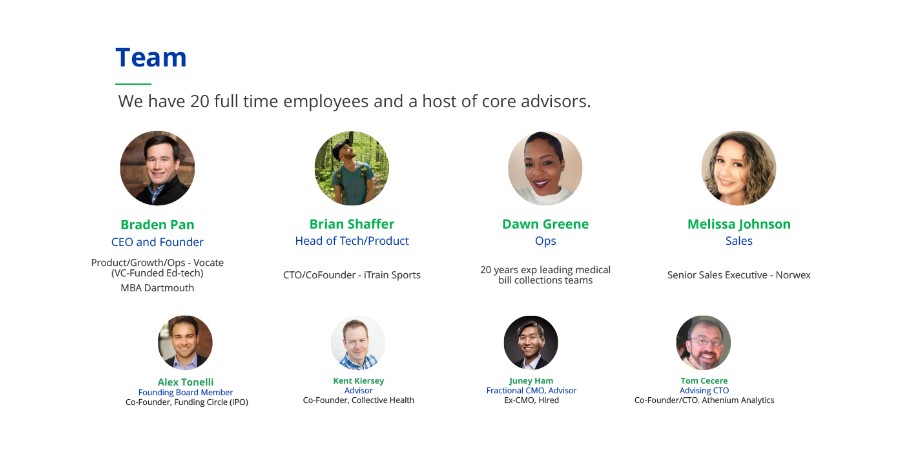 Team
We have 20 full time employees and a host of core advisors.
Braden Pan
CEO and Founder
Product/Growth/Ops - Vocate
(VC-Funded Ed-tech)
MBA Dartmouth
Brian Shaffer
Head of Tech/Product
CTO/CoFounder - iTrain Sports
Dawn Greene
Ops
20 years exp leading medical
bill collections teams
Melissa Johnson
Sales
Senior Sales Executive - Norwex
Alex Tonelli
Founding Board Member
Co-Founder, Funding Circle (IPO)
Kent Kiersey
Advisor
Co-Founder, Collective Health
Juney Ham
Fractional CMO, Advisor
Ex-CMO, Hired
Tom Cecere
Advising CTO
Co-Founder/CTO, Athenium Analytics